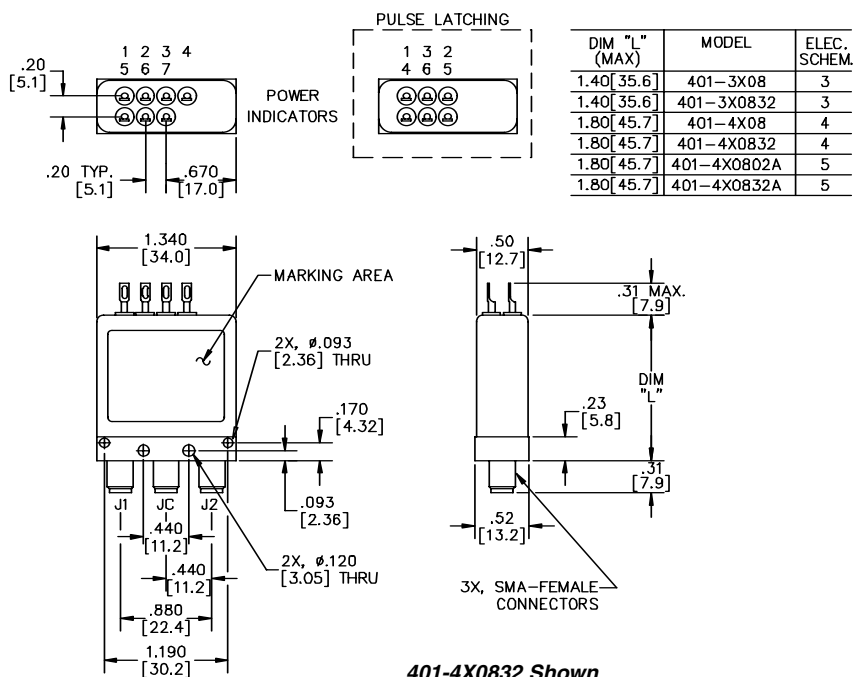 PULSE LATCHING
1 2 3 4
5 6 7
1 3 2
4 6 5
.20
[5.1]
POWER
INDICATORS
.20 TYP.
[5.1]
.670
[17.0]
DIM "L"
(MAX) MODEL ELEC.
SCHEM.
1.40[35.6] 401-3X08 3
1.40[35.6] 401-3X0832 3
1.80[45.7] 401-4X08 4
1.80[45.7] 401-4X0832 4
1.80[45.7] 401-4X0802A 5
1.80[45.7] 401-4X0832A 5
1.340
[34.0]
MARKING AREA
2X, ø.093
[2.36] THRU
.170
[4.32]
J1 JC J2
.093
[2.36]
.440
[11.2]
2X, ø.120
[3.05] THRU
.440
[11.2]
.880
[22.4]
1.190
[30.2]
.50
[12.7]
.31 MAX.
[7.9]
DIM
"L"
.23
[5.8]
.31
[7.9]
.52
[13.2]
3X, SMA-FEMALE
CONNECTORS
401-4X0832 Shown